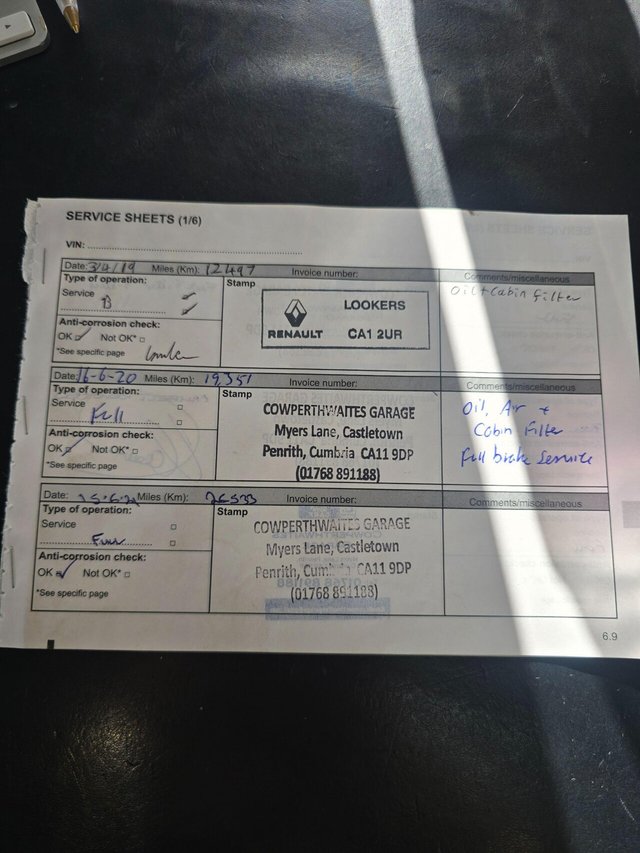 SERVICE SHEETS (1/6)
VIN:
Date: 3/4/19 Miles (Km): 12497 Invoice number: Comments/miscellaneous
Type of operation:
Service B
Anti-corrosion check:
OK Not OK*
*See specific page
Stamp
LOOKERS
RENAULT CA1 2UR
Oil + Cabin Filter
Date: 16-6-20 Miles (Km): 19,351 Invoice number: Comments/miscellaneous
Type of operation:
Service Full
Anti-corrosion check:
OK Not OK*
*See specific page
Stamp
COWPERTHWAITES GARAGE
Myers Lane, Castletown
Penrith, Cumbria CA11 9DP
(01768 891188)
Oil, Air +
Cabin Filter
Full brake Service
Date: Miles (Km): 26533 Invoice number: Comments/miscellaneous
Type of operation:
Service
Anti-corrosion check:
OK Not OK*
*See specific page
Stamp
COWPERTHWAITES GARAGE
Myers Lane, Castletown
Penrith, Cumbria CA11 9DP
(01768 891188)
6.9